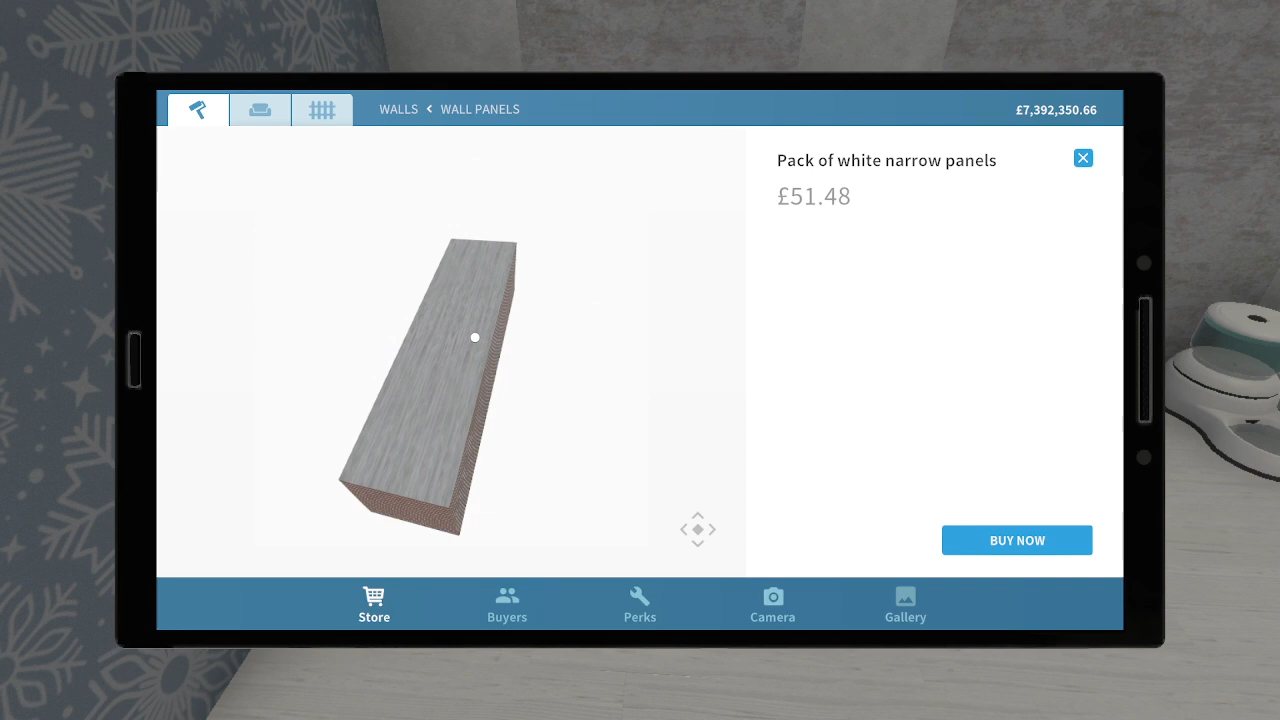 WALLS < WALL PANELS
£7,392,350.66
Pack of white narrow panels
£51.48
BUY NOW
Store
Buyers
Perks
Camera
Gallery